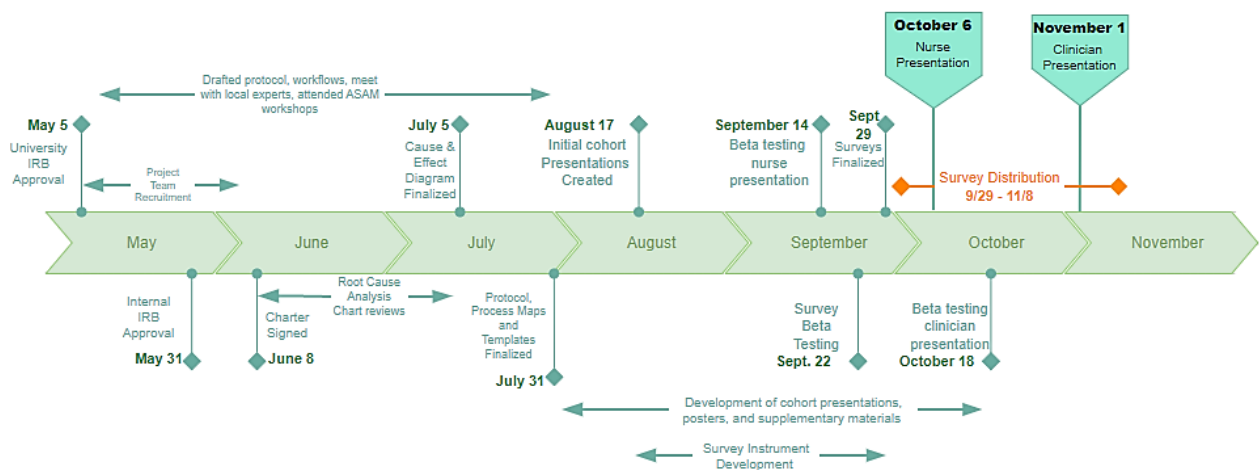 October 6
Nurse
Presentation
November 1
Clinician
Presentation
Drafted protocol, workflows, meet
with local experts, attended ASAM
workshops
May 5
University
IRB
Approval
Project
Team
Recruitment
July 5
Cause &
Effect
Diagram
Finalized
August 17
Initial cohort
Presentations
Created
September 14
Beta testing
nurse
presentation
Sept
29
Surveys
Finalized
Survey Distribution
9/29 - 11/8
May
June
July
August
September
October
November
Internal
IRB
Approval
May 31
Charter
Signed
June 8
Root Cause
Analysis
Chart reviews
Protocol,
Process Maps
and
Templates
Finalized
July 31
Survey
Beta
Testing
Sept. 22
Beta testing
clinician
presentation
October 18
Development of cohort presentations,
posters, and supplementary materials
Survey Instrument
Development